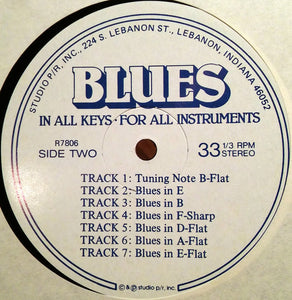 STUDIO P/R, INC., 224 S. LEBANON ST., LEBANON, INDIANA 46052
BLUES
IN ALL KEYS · FOR ALL INSTRUMENTS
R7806
SIDE TWO
33 1/3 RPM
STEREO
TRACK 1: Tuning Note B-Flat
TRACK 2: Blues in E
TRACK 3: Blues in B
TRACK 4: Blues in F-Sharp
TRACK 5: Blues in D-Flat
TRACK 6: Blues in A-Flat
TRACK 7: Blues in E-Flat
© & ℗ studio p/r, inc.